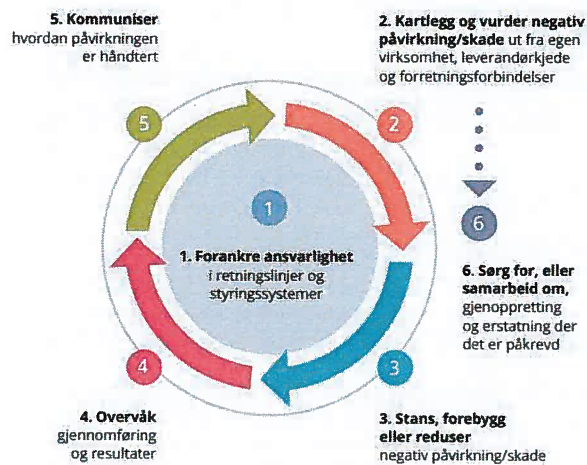 1
1. Forankre ansvarlighet
i retningslinjer og
styringssystemer
2. Kartlegg og vurder negativ
påvirkning/skade ut fra egen
virksomhet, leverandørkjede
og forretningsforbindelser
2
3
3. Stans, forebygg
eller reduser
negativ påvirkning/skade
4
4. Overvåk
gjennomføring
og resultater
5. Kommuniser
hvordan påvirkningen
er håndtert
5
6
6. Sørg for, eller
samarbeid om,
gjenoppretting
og erstatning der
det er påkrevd